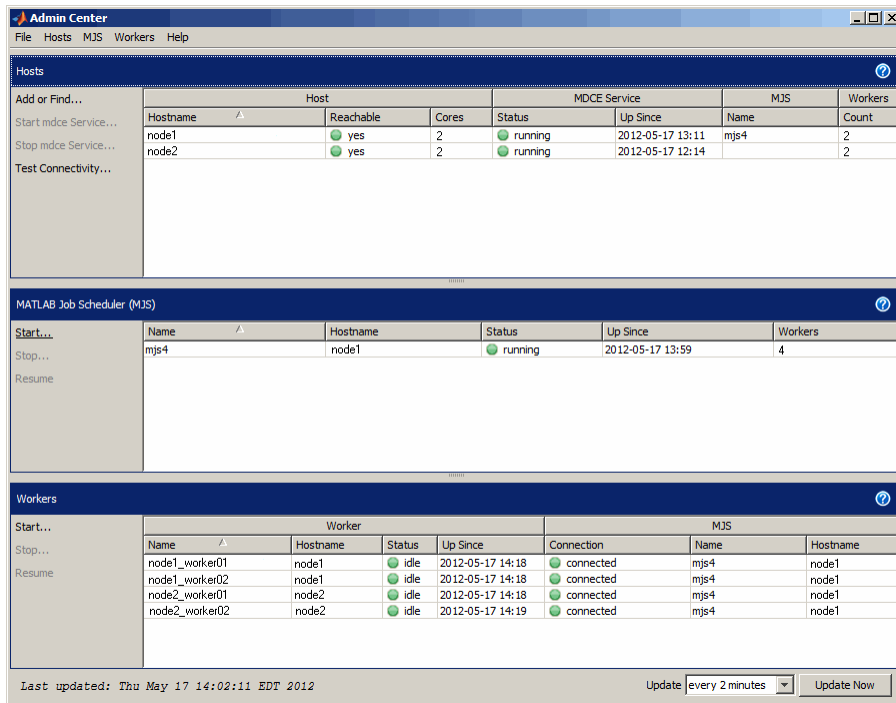 Admin Center
File Hosts MJS Workers Help
Hosts
Add or Find...
Start mdce Service...
Stop mdce Service...
Test Connectivity...
Host MDCE Service MJS Workers
Hostname Reachable Cores Status Up Since Name Count
node1 yes 2 running 2012-05-17 13:11 mjs4 2
node2 yes 2 running 2012-05-17 12:14 2
MATLAB Job Scheduler (MJS)
Start...
Stop...
Resume
Name Hostname Status Up Since Workers
mjs4 node1 running 2012-05-17 13:59 4
Workers
Start...
Stop...
Resume
Worker MJS
Name Hostname Status Up Since Connection Name Hostname
node1_worker01 node1 idle 2012-05-17 14:18 connected mjs4 node1
node1_worker02 node1 idle 2012-05-17 14:18 connected mjs4 node1
node2_worker01 node2 idle 2012-05-17 14:18 connected mjs4 node1
node2_worker02 node2 idle 2012-05-17 14:19 connected mjs4 node1
Last updated: Thu May 17 14:02:11 EDT 2012
Update every 2 minutes Update Now